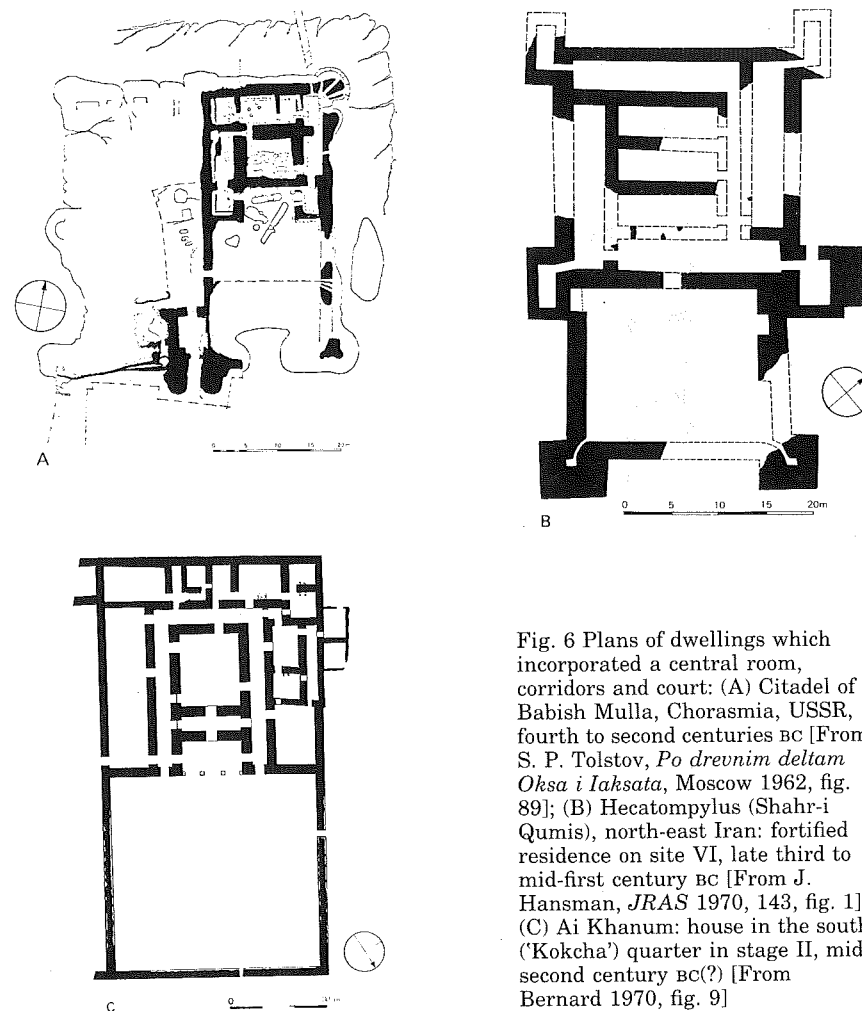 A
0 5 10 15 20m
B
0 5 10 15 20m
C
0
Fig. 6 Plans of dwellings which
incorporated a central room,
corridors and court: (A) Citadel of
Babish Mulla, Chorasmia, USSR,
fourth to second centuries BC [From
S. P. Tolstov, Po drevnim deltam
Oksa i Iaksata, Moscow 1962, fig.
89]; (B) Hecatompylus (Shahr-i
Qumis), north-east Iran: fortified
residence on site VI, late third to
mid-first century BC [From J.
Hansman, JRAS 1970, 143, fig. 1]
(C) Ai Khanum: house in the south
('Kokcha') quarter in stage II, mid
second century BC(?) [From
Bernard 1970, fig. 9]